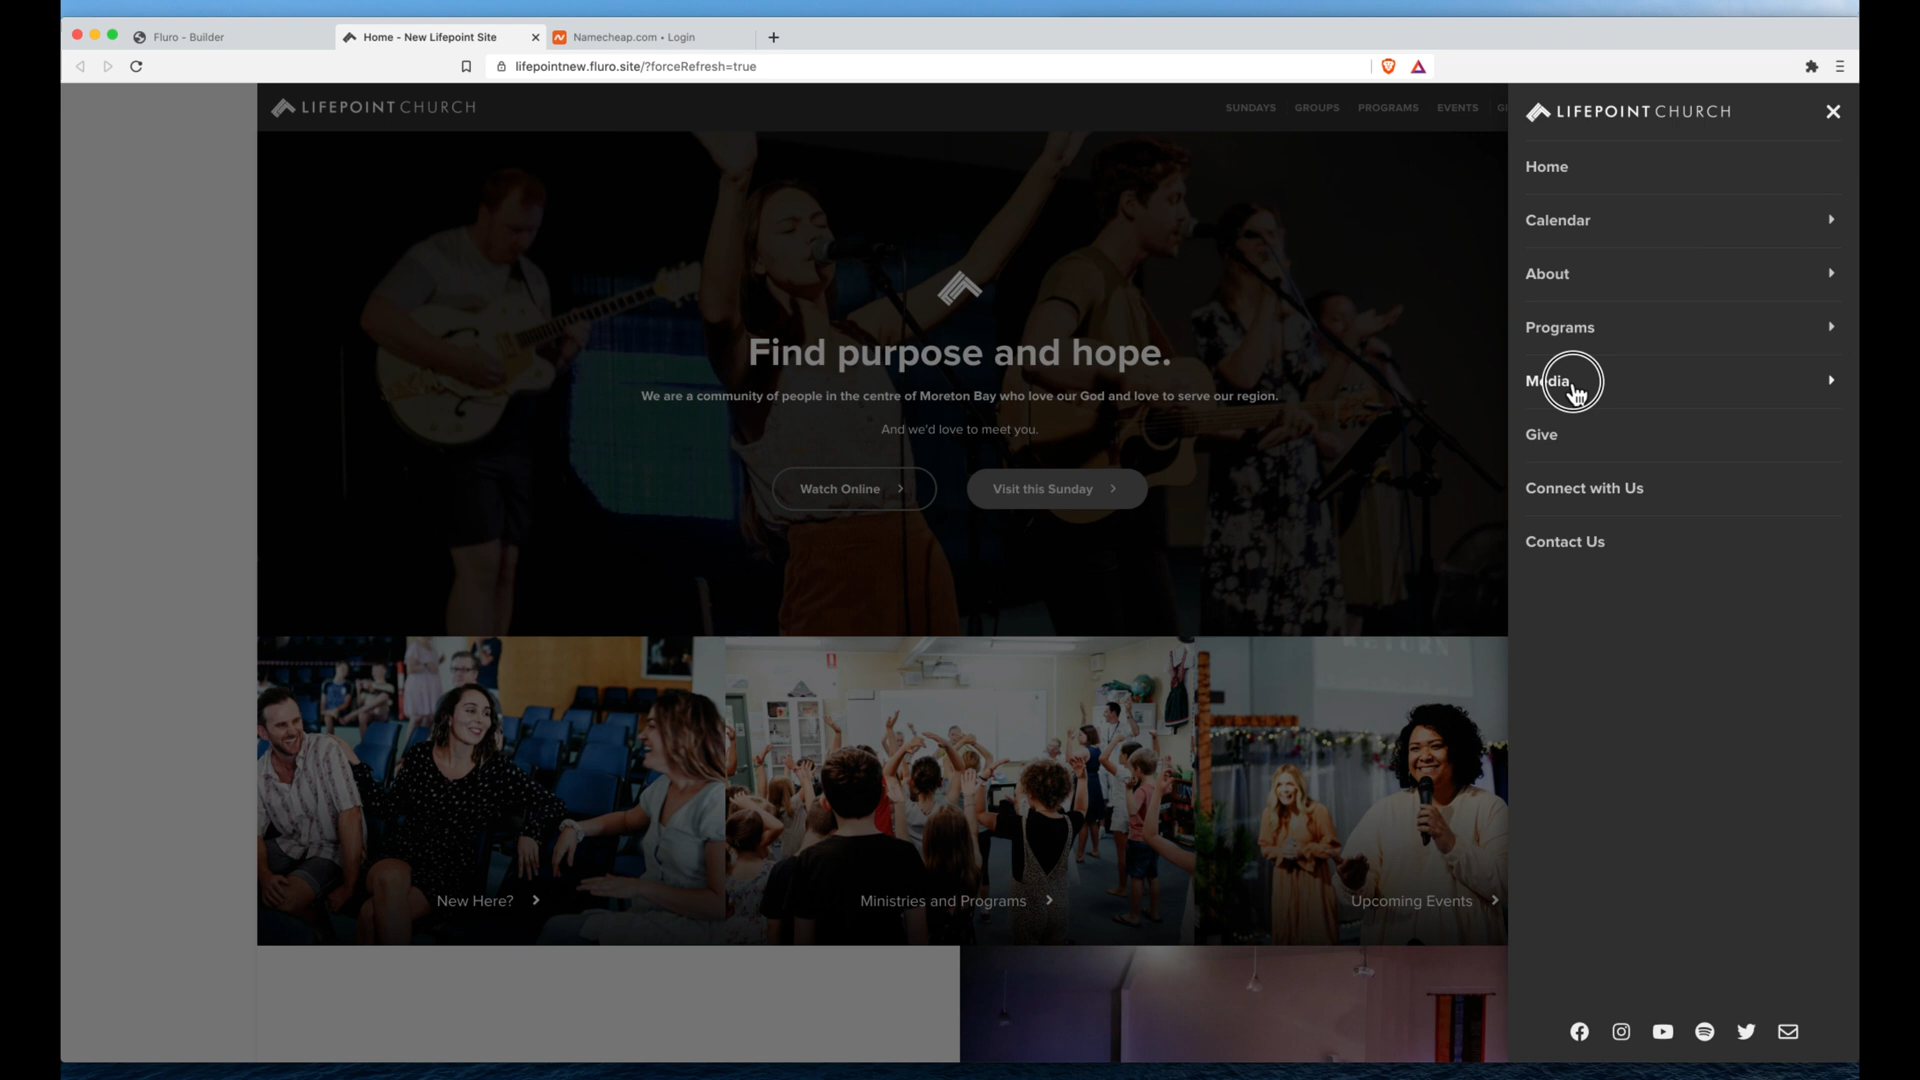 Fluro - Builder
Home - New Lifepoint Site
Namecheap.com • Login
lifepointnew.fluro.site/?forceRefresh=true
LIFEPOINT CHURCH
SUNDAYS GROUPS PROGRAMS EVENTS GI
LIFEPOINT CHURCH
Home
Calendar
About
Programs
Media
Give
Connect with Us
Contact Us
Find purpose and hope.
We are a community of people in the centre of Moreton Bay who love our God and love to serve our region.
And we'd love to meet you.
Watch Online
Visit this Sunday
New Here?
Ministries and Programs
Upcoming Events